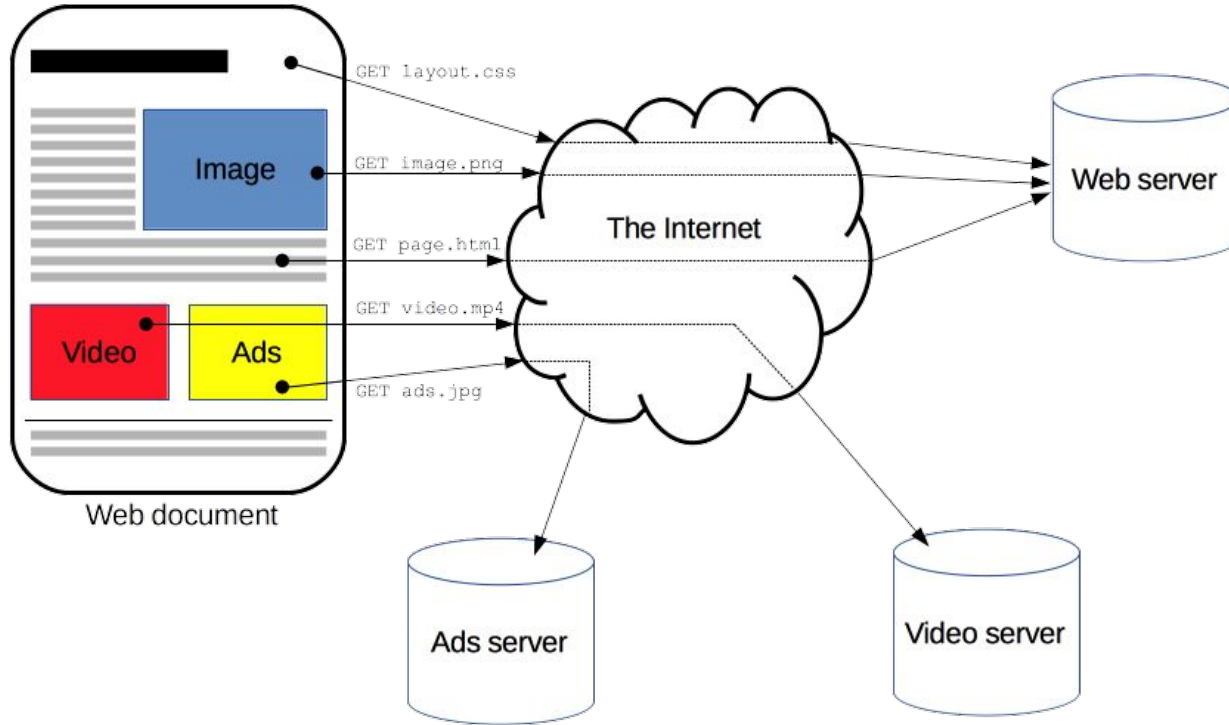 GET layout.css
Image
GET image.png
Web server
The Internet
GET page.html
GET video.mp4
Video
Ads
GET ads.jpg
Web document
Ads server
Video server